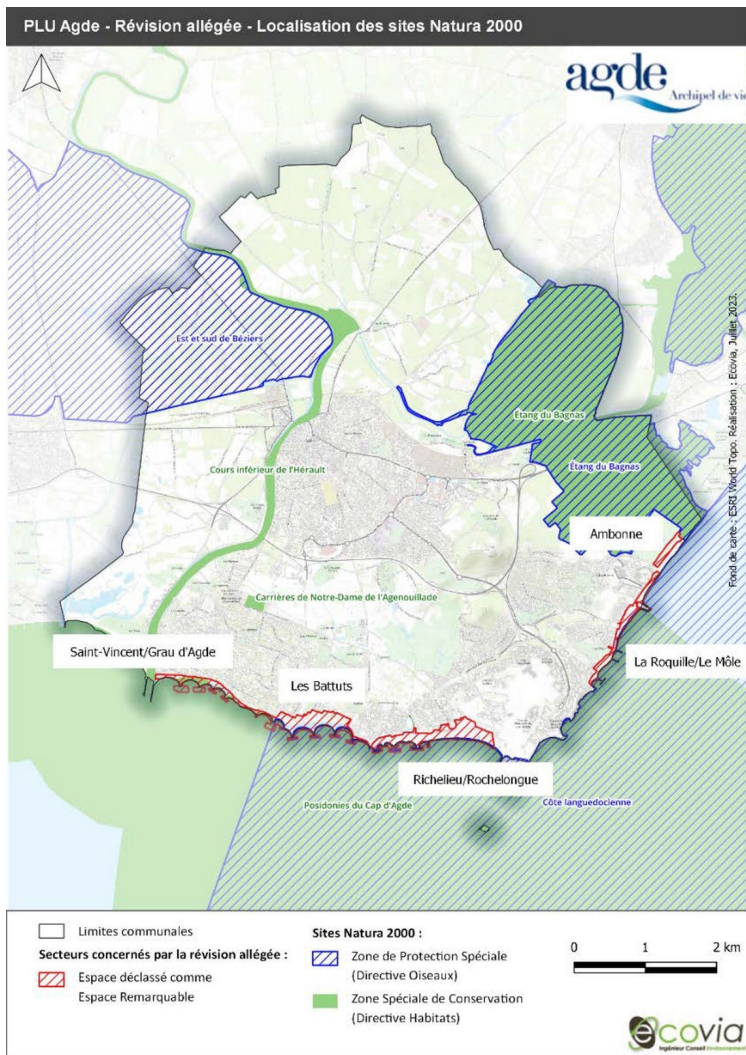 PLU Agde - Révision allégée - Localisation des sites Natura 2000
agde
Archipel de vie
Est et sud de Béziers
Étang du Bagnas
Étang du Bagnas
Cours inférieur de l'Hérault
Ambonne
Carrières de Notre-Dame de l'Agenouillade
Saint-Vincent/Grau d'Agde
La Roquille/Le Môle
Les Battuts
Richelieu/Rochelongue
Posidonies du Cap d'Agde
Côte languedocienne
Fond de carte : ESRI World Topo. Réalisation : Ecovia, Juillet 2023.
Limites communales
Secteurs concernés par la révision allégée :
Espace déclassé comme
Espace Remarquable
Sites Natura 2000 :
Zone de Protection Spéciale
(Directive Oiseaux)
Zone Spéciale de Conservation
(Directive Habitats)
0 1 2 km
ecovia
Ingénieur Conseil Environnement